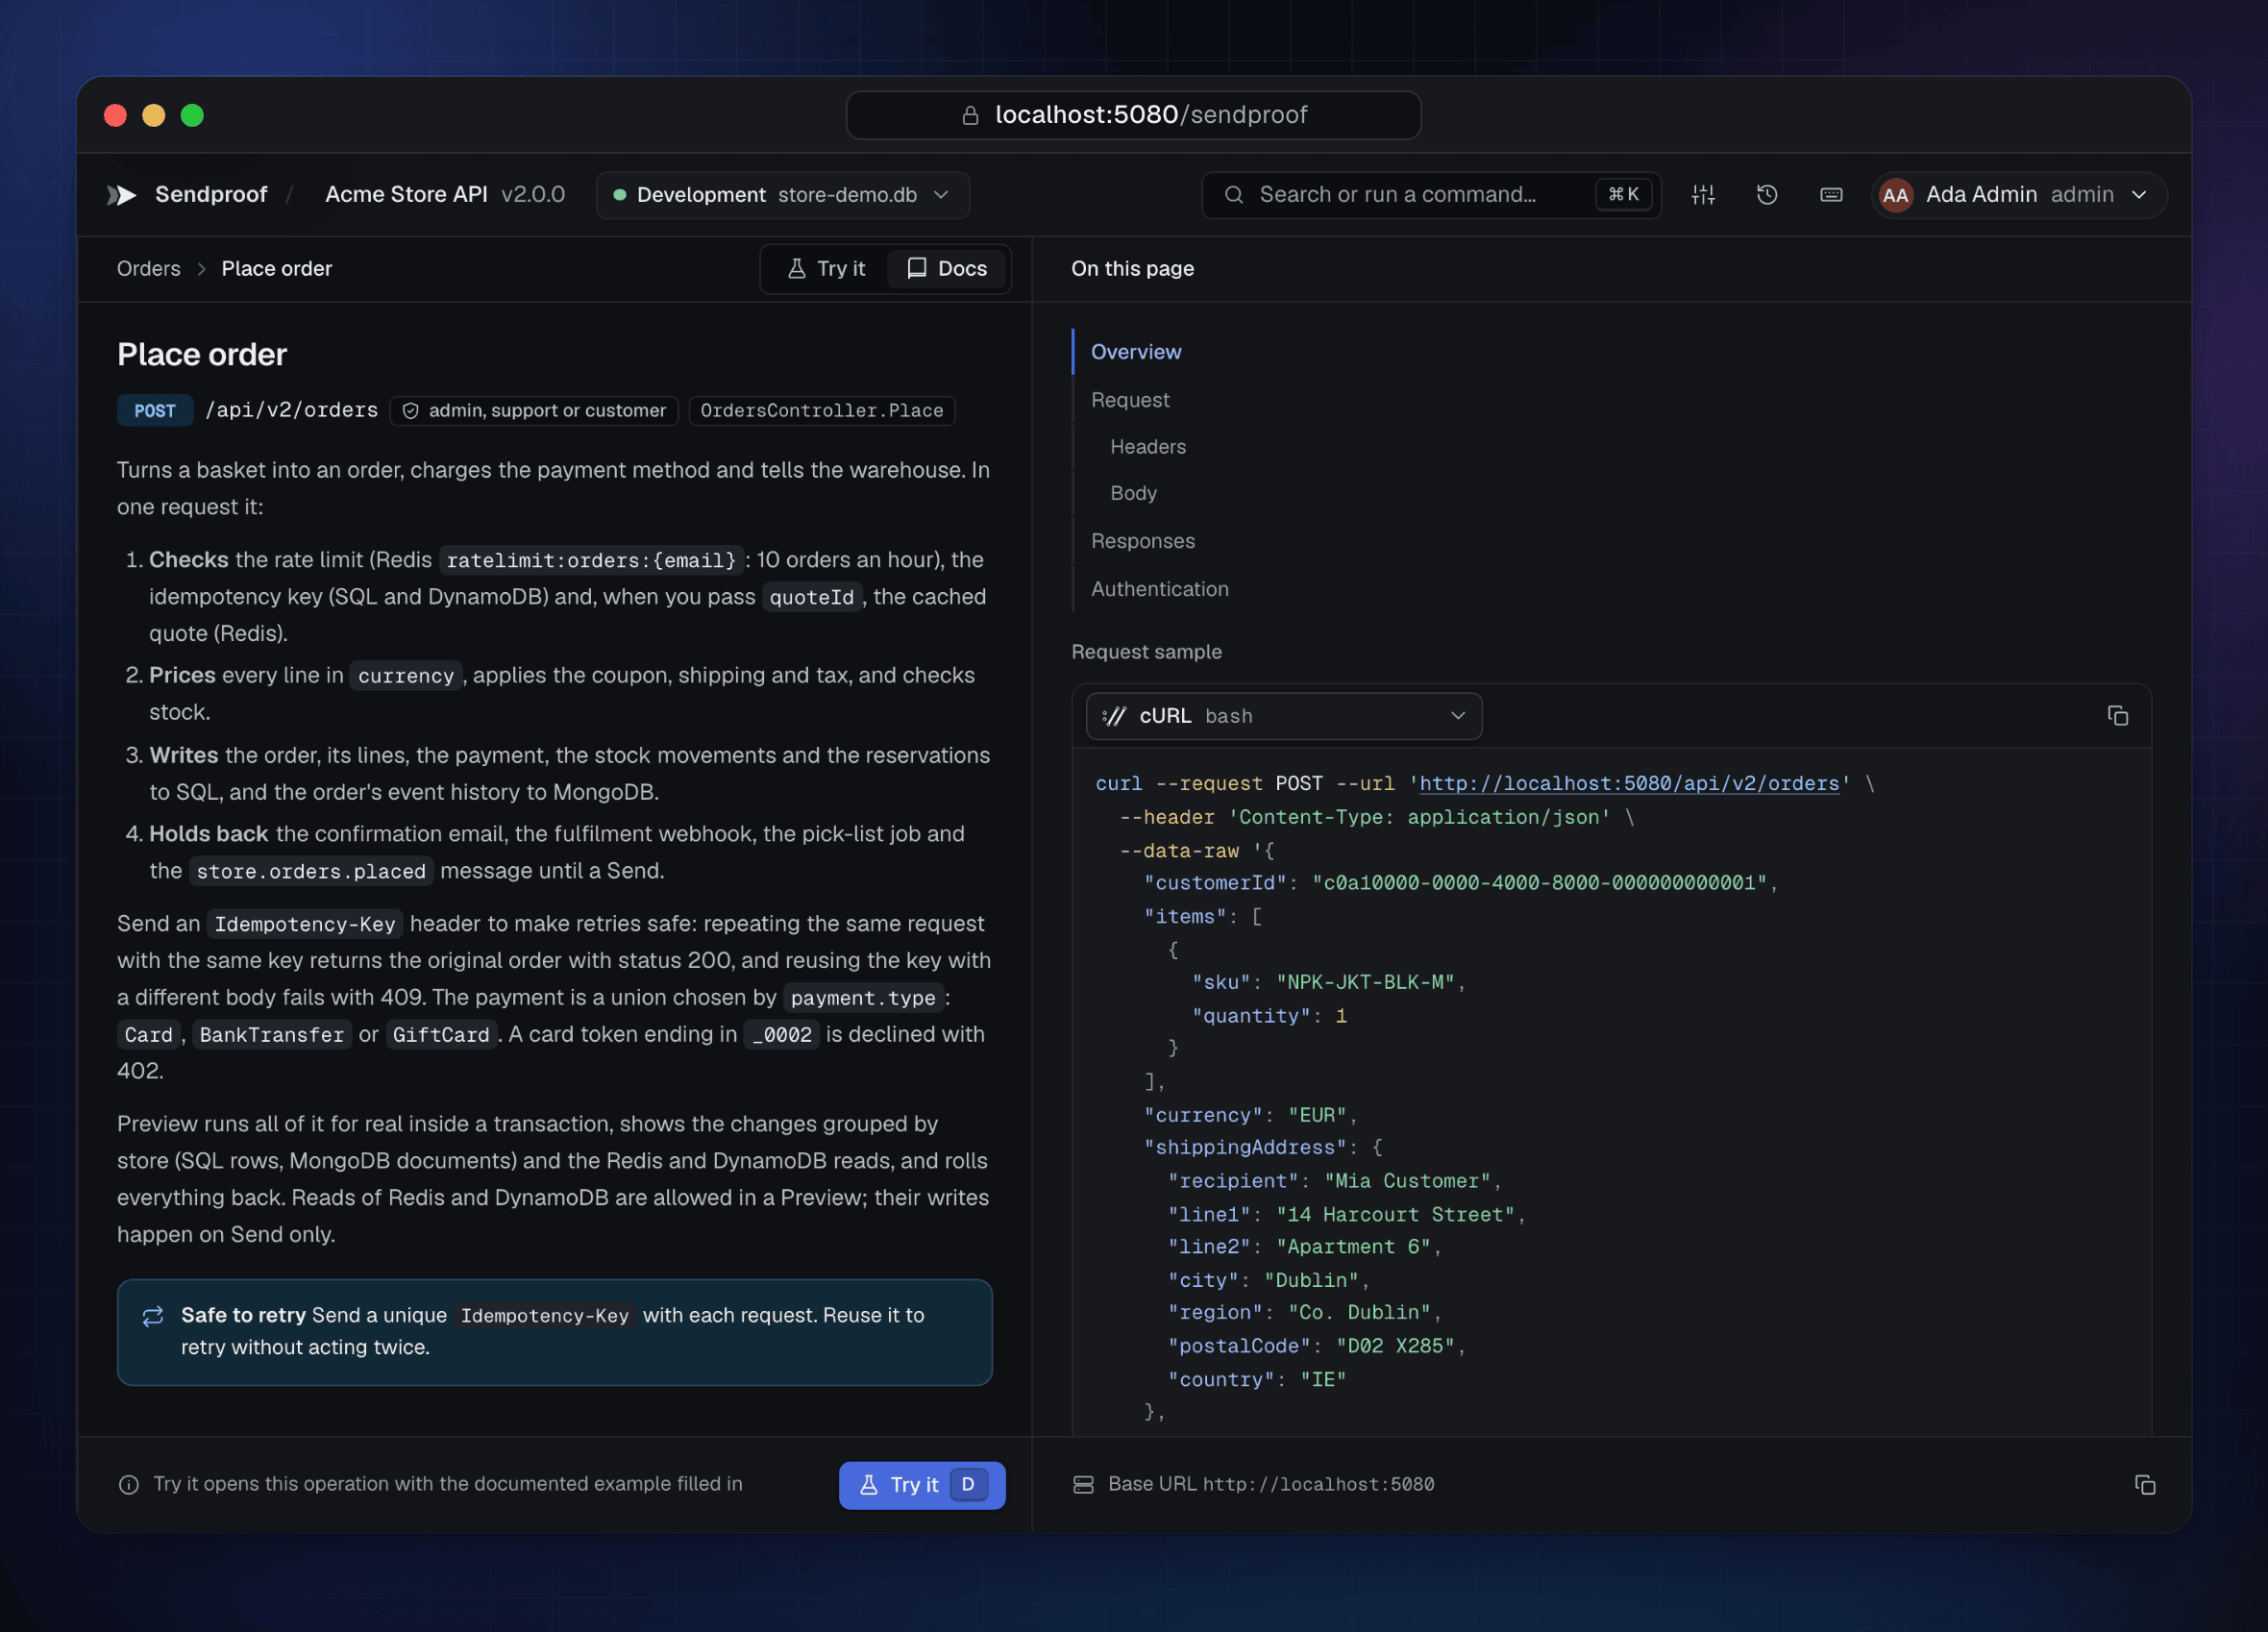 localhost:5080/sendproof
Sendproof / Acme Store API v2.0.0 Development store-demo.db
Search or run a command... ⌘K
AA Ada Admin admin
Orders > Place order
Try it Docs
Place order
POST /api/v2/orders admin, support or customer OrdersController.Place
Turns a basket into an order, charges the payment method and tells the warehouse. In
one request it:
1. Checks the rate limit (Redis ratelimit:orders:{email}: 10 orders an hour), the
idempotency key (SQL and DynamoDB) and, when you pass quoteId, the cached
quote (Redis).
2. Prices every line in currency, applies the coupon, shipping and tax, and checks
stock.
3. Writes the order, its lines, the payment, the stock movements and the reservations
to SQL, and the order's event history to MongoDB.
4. Holds back the confirmation email, the fulfilment webhook, the pick-list job and
the store.orders.placed message until a Send.
Send an Idempotency-Key header to make retries safe: repeating the same request
with the same key returns the original order with status 200, and reusing the key with
a different body fails with 409. The payment is a union chosen by payment.type:
Card, BankTransfer or GiftCard. A card token ending in _0002 is declined with
402.
Preview runs all of it for real inside a transaction, shows the changes grouped by
store (SQL rows, MongoDB documents) and the Redis and DynamoDB reads, and rolls
everything back. Reads of Redis and DynamoDB are allowed in a Preview; their writes
happen on Send only.
Safe to retry Send a unique Idempotency-Key with each request. Reuse it to
retry without acting twice.
Try it opens this operation with the documented example filled in
Try it D
On this page
Overview
Request
Headers
Body
Responses
Authentication
Request sample
cURL bash
curl --request POST --url 'http://localhost:5080/api/v2/orders' \
--header 'Content-Type: application/json' \
--data-raw '{
"customerId": "c0a10000-0000-4000-8000-000000000001",
"items": [
{
"sku": "NPK-JKT-BLK-M",
"quantity": 1
}
],
"currency": "EUR",
"shippingAddress": {
"recipient": "Mia Customer",
"line1": "14 Harcourt Street",
"line2": "Apartment 6",
"city": "Dublin",
"region": "Co. Dublin",
"postalCode": "D02 X285",
"country": "IE"
},
Base URL http://localhost:5080